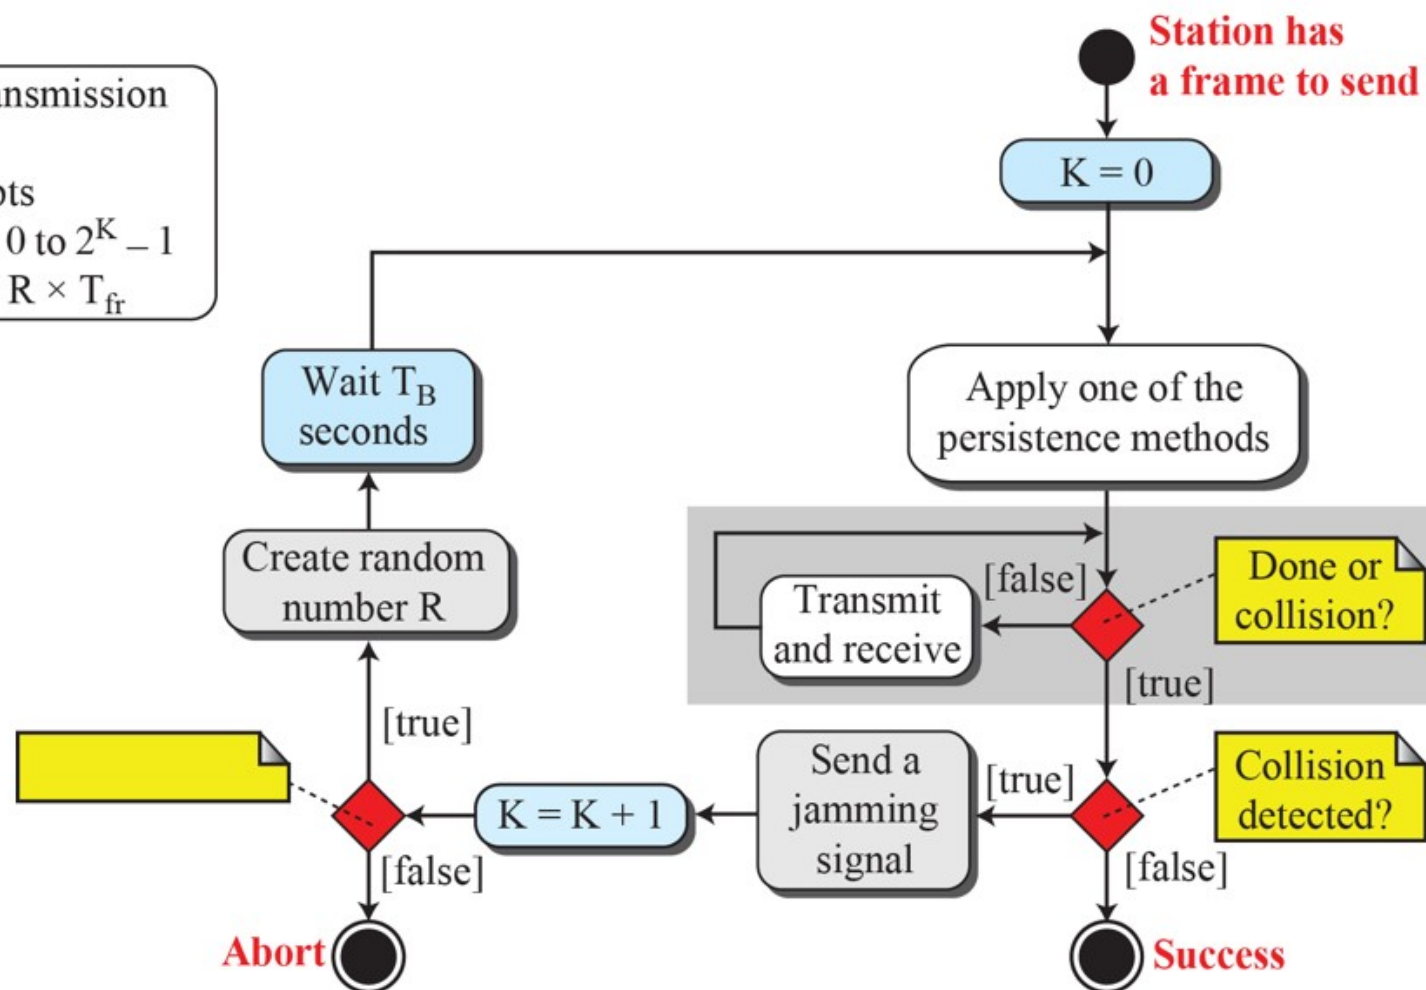 Station has
a frame to send
ansmission
pts
0 to 2^K – 1
R × T_fr
K = 0
Wait T_B
seconds
Apply one of the
persistence methods
Create random
number R
[false]
Transmit
and receive
Done or
collision?
[true]
[true]
Send a
jamming
signal
[true]
Collision
detected?
K = K + 1
[false]
[false]
Abort
Success